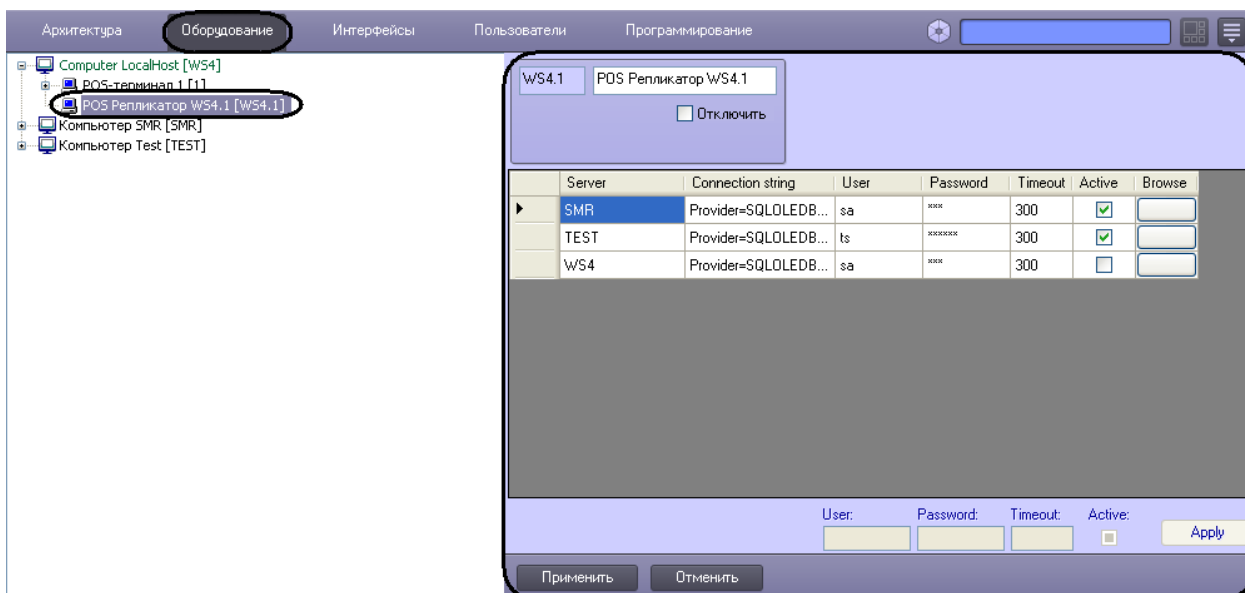 Архитектура Оборудование Интерфейсы Пользователи Программирование
Computer LocalHost [WS4]
POS-терминал 1 [1]
POS Репликатор WS4.1 [WS4.1]
Компьютер SMR [SMR]
Компьютер Test [TEST]
WS4.1 POS Репликатор WS4.1
Отключить
Server Connection string User Password Timeout Active Browse
SMR Provider=SQLOLEDB... sa *** 300
TEST Provider=SQLOLEDB... ts ****** 300
WS4 Provider=SQLOLEDB... sa *** 300
User: Password: Timeout: Active:
Apply
Применить Отменить